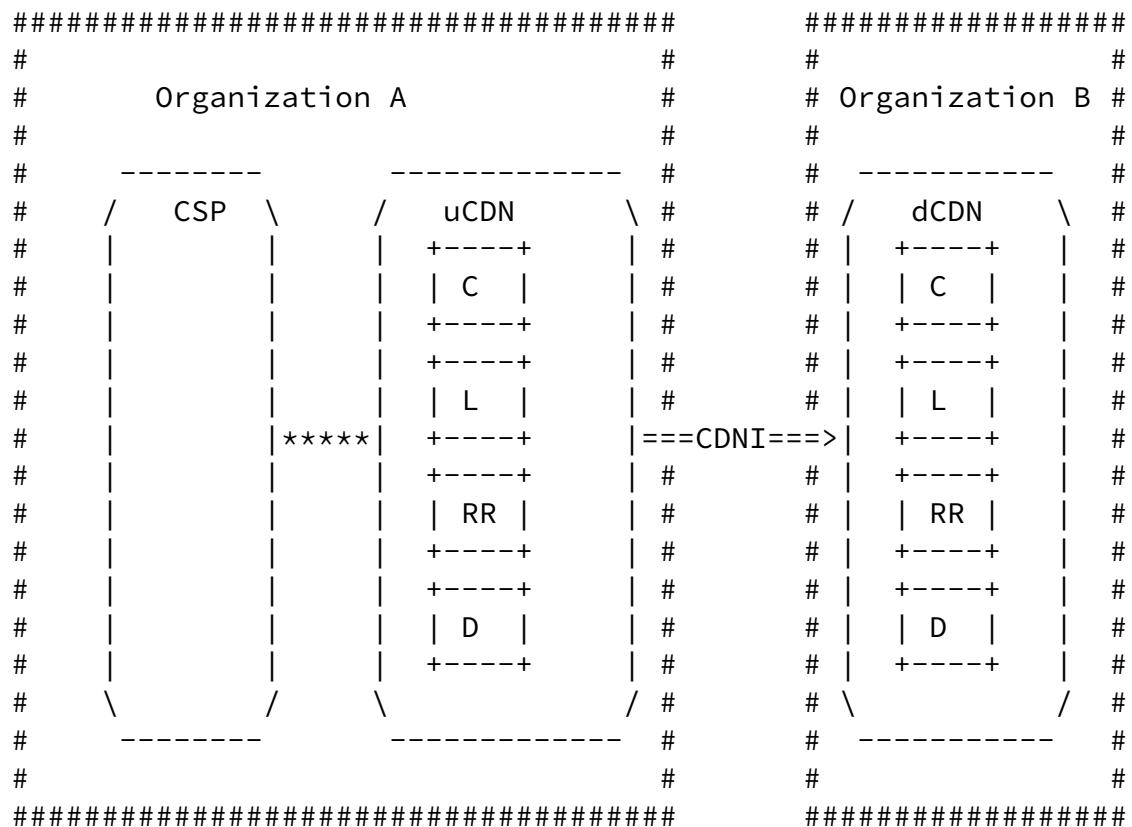 #####################################       ##################
#                                   #       #                #
#       Organization A              #       # Organization B #
#                                   #       #                #
#     --------       -------------  #       #  -----------   #
#    /   CSP  \     /   uCDN      \ #       # /   dCDN    \  #
#    |        |     |  +----+     | #       # |  +----+   |  #
#    |        |     |  | C  |     | #       # |  | C  |   |  #
#    |        |     |  +----+     | #       # |  +----+   |  #
#    |        |     |  +----+     | #       # |  +----+   |  #
#    |        |     |  | L  |     | #       # |  | L  |   |  #
#    |        |*****|  +----+     |===CDNI===>|  +----+   |  #
#    |        |     |  +----+     | #       # |  +----+   |  #
#    |        |     |  | RR |     | #       # |  | RR |   |  #
#    |        |     |  +----+     | #       # |  +----+   |  #
#    |        |     |  +----+     | #       # |  +----+   |  #
#    |        |     |  | D  |     | #       # |  | D  |   |  #
#    |        |     |  +----+     | #       # |  +----+   |  #
#    \        /     \             / #       # \           /  #
#     --------       -------------  #       #  -----------   #
#                                   #       #                #
#####################################       ##################